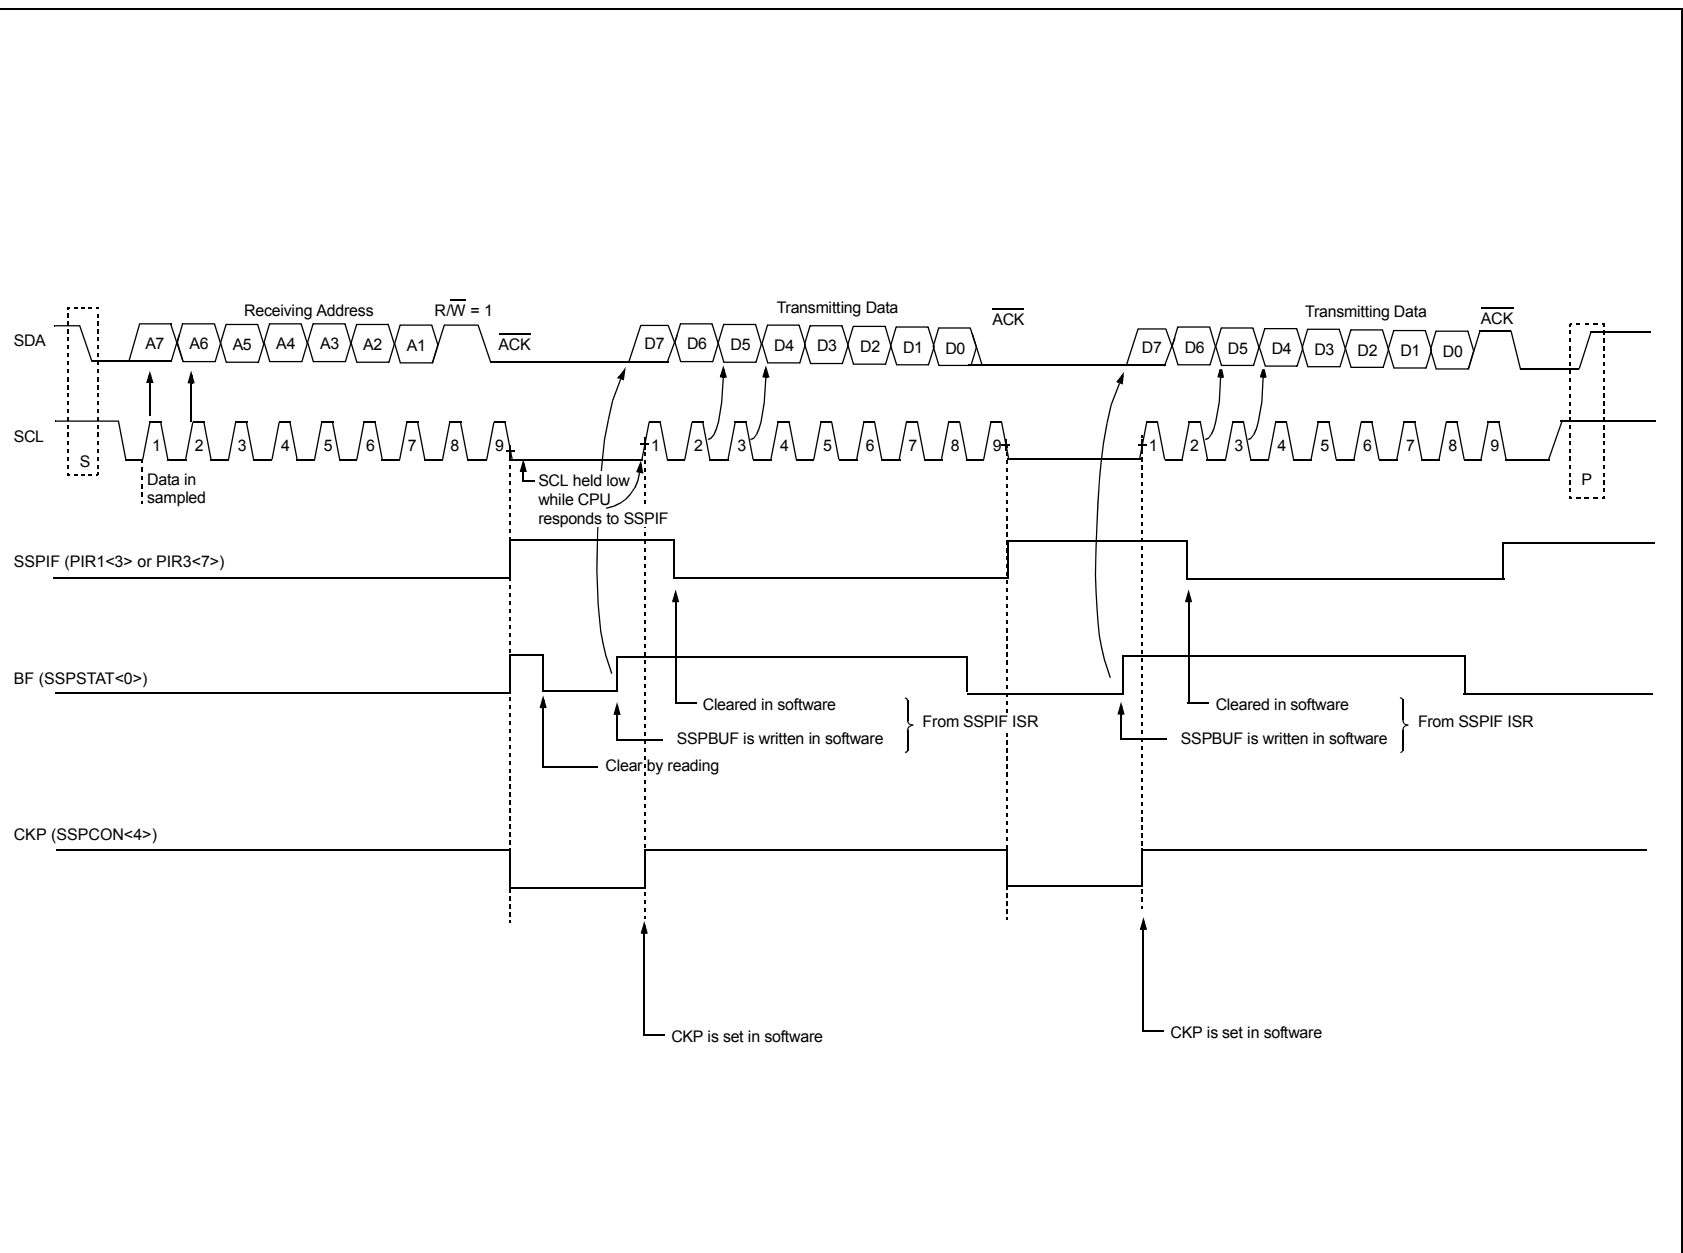 Receiving Address R/W = 1 Transmitting Data ACK Transmitting Data ACK
SDA A7 A6 A5 A4 A3 A2 A1 ACK D7 D6 D5 D4 D3 D2 D1 D0 D7 D6 D5 D4 D3 D2 D1 D0
SCL 1 2 3 4 5 6 7 8 9 1 2 3 4 5 6 7 8 9 1 2 3 4 5 6 7 8 9
S
P
Data in
sampled
SCL held low
while CPU
responds to SSPIF
SSPIF (PIR1<3> or PIR3<7>)
BF (SSPSTAT<0>)
Cleared in software
SSPBUF is written in software
From SSPIF ISR
Clear by reading
Cleared in software
SSPBUF is written in software
From SSPIF ISR
CKP (SSPCON<4>)
CKP is set in software
CKP is set in software